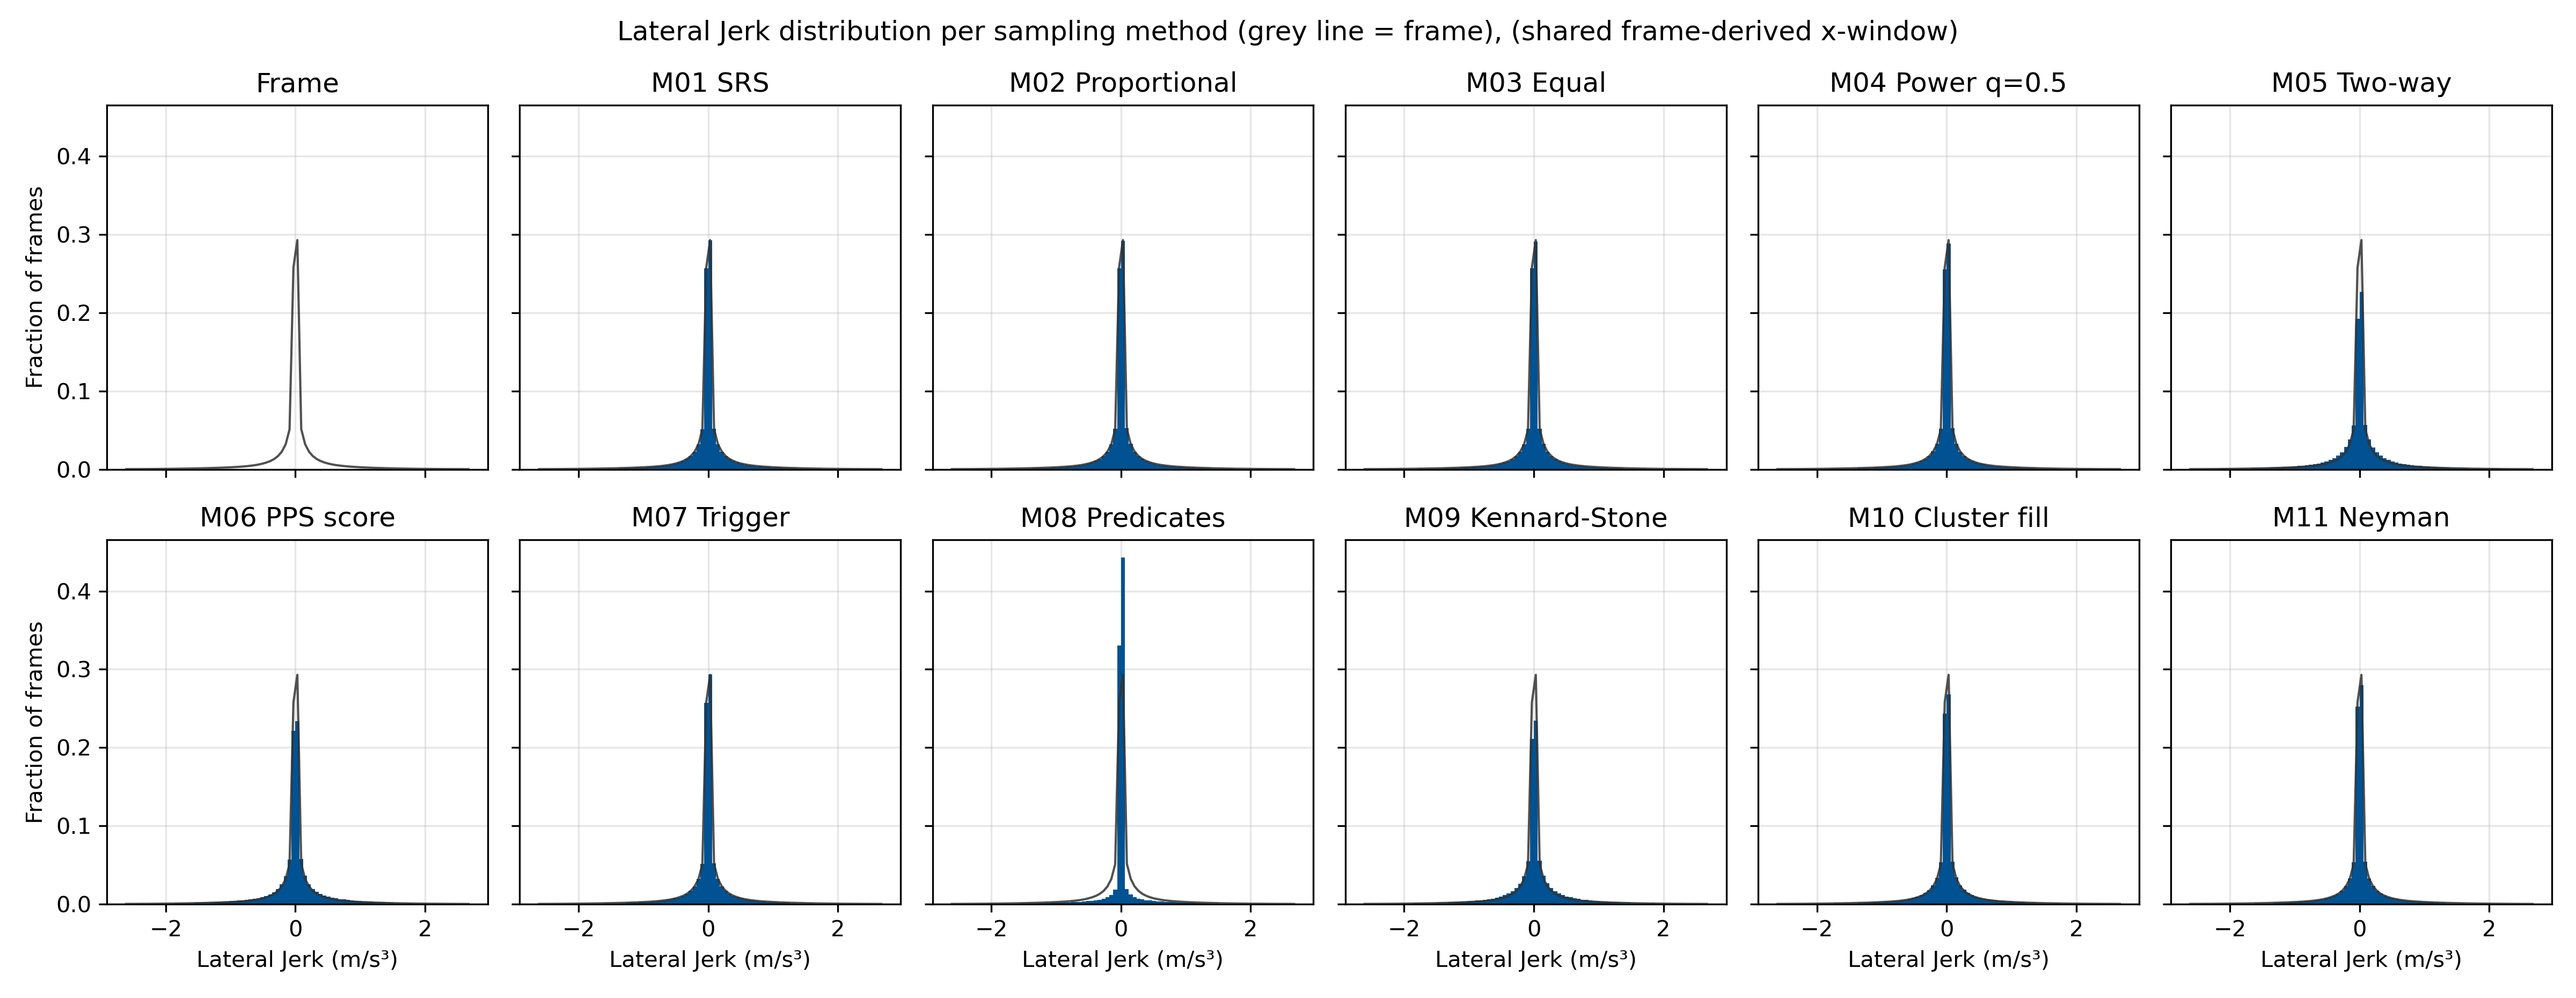 Lateral Jerk distribution per sampling method (grey line = frame), (shared frame-derived x-window)
Frame
M01 SRS
M02 Proportional
M03 Equal
M04 Power q=0.5
M05 Two-way
Fraction of frames
0.4
0.3
0.2
0.1
0.0
M06 PPS score
M07 Trigger
M08 Predicates
M09 Kennard-Stone
M10 Cluster fill
M11 Neyman
Fraction of frames
0.4
0.3
0.2
0.1
0.0
−2 0 2
−2 0 2
−2 0 2
−2 0 2
−2 0 2
−2 0 2
Lateral Jerk (m/s³)
Lateral Jerk (m/s³)
Lateral Jerk (m/s³)
Lateral Jerk (m/s³)
Lateral Jerk (m/s³)
Lateral Jerk (m/s³)